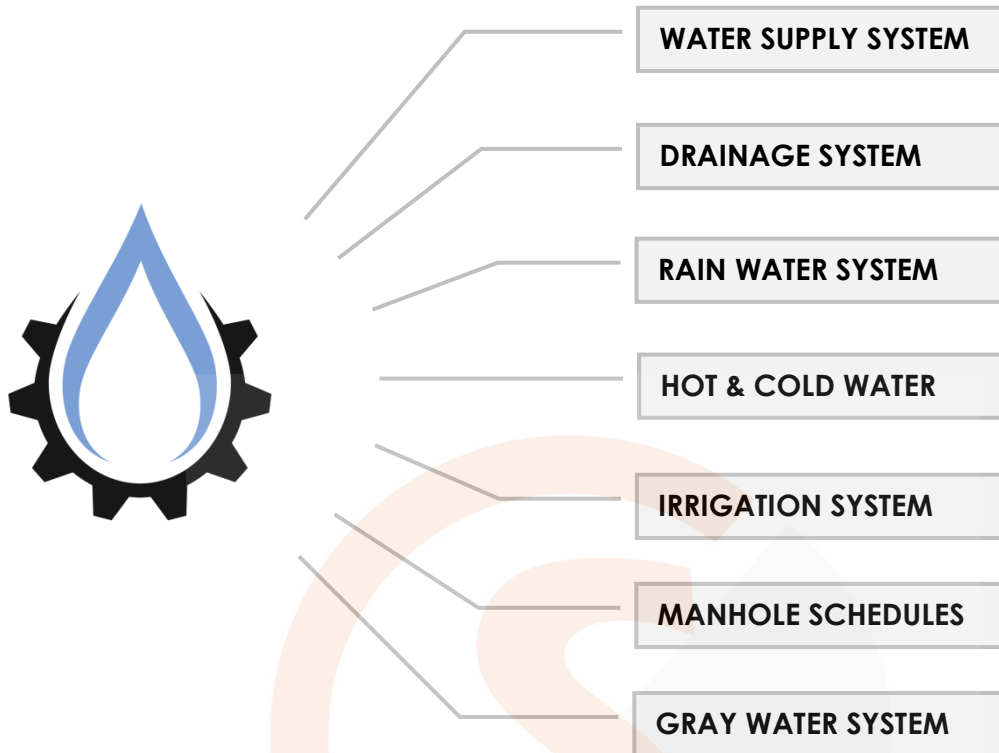 WATER SUPPLY SYSTEM
DRAINAGE SYSTEM
RAIN WATER SYSTEM
HOT & COLD WATER
IRRIGATION SYSTEM
MANHOLE SCHEDULES
GRAY WATER SYSTEM